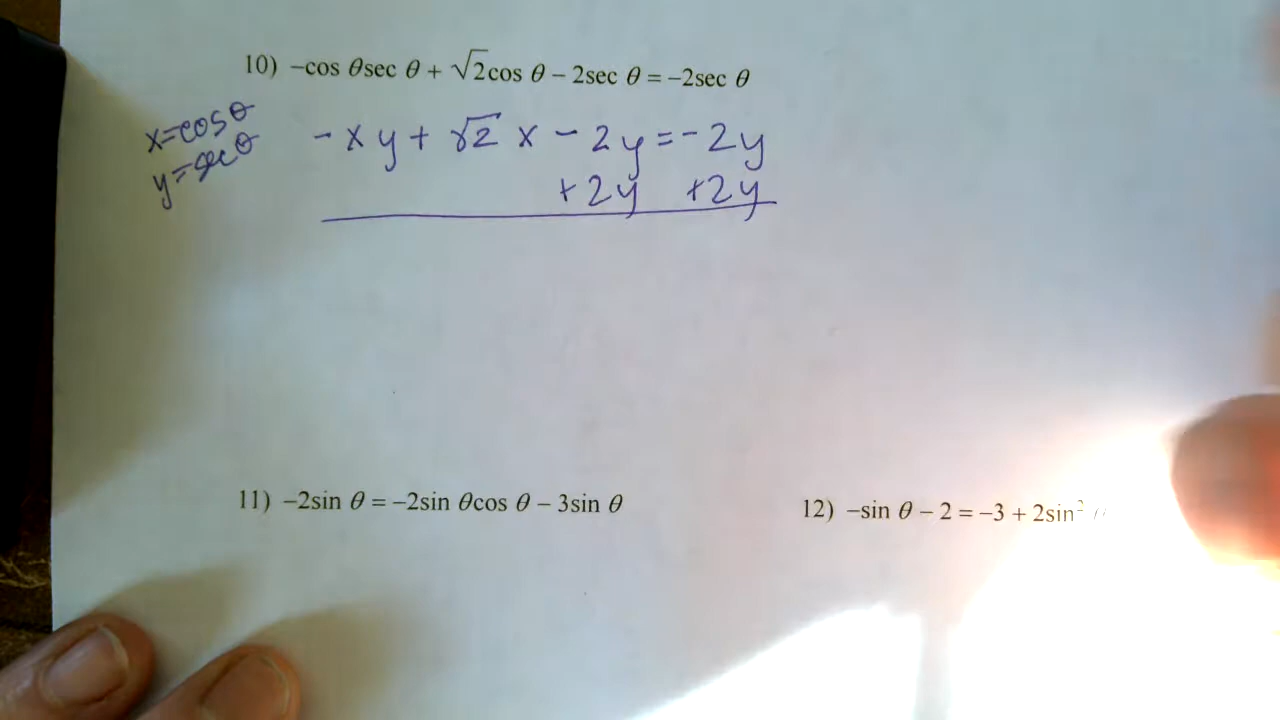 10) −cos θsec θ + √2cos θ − 2sec θ = −2sec θ
x=cosθ
y=secθ
-xy+ √2 x - 2y=-2y
+2y +2y
11) −2sin θ = −2sin θcos θ − 3sin θ
12) −sin θ − 2 = −3 + 2sin²